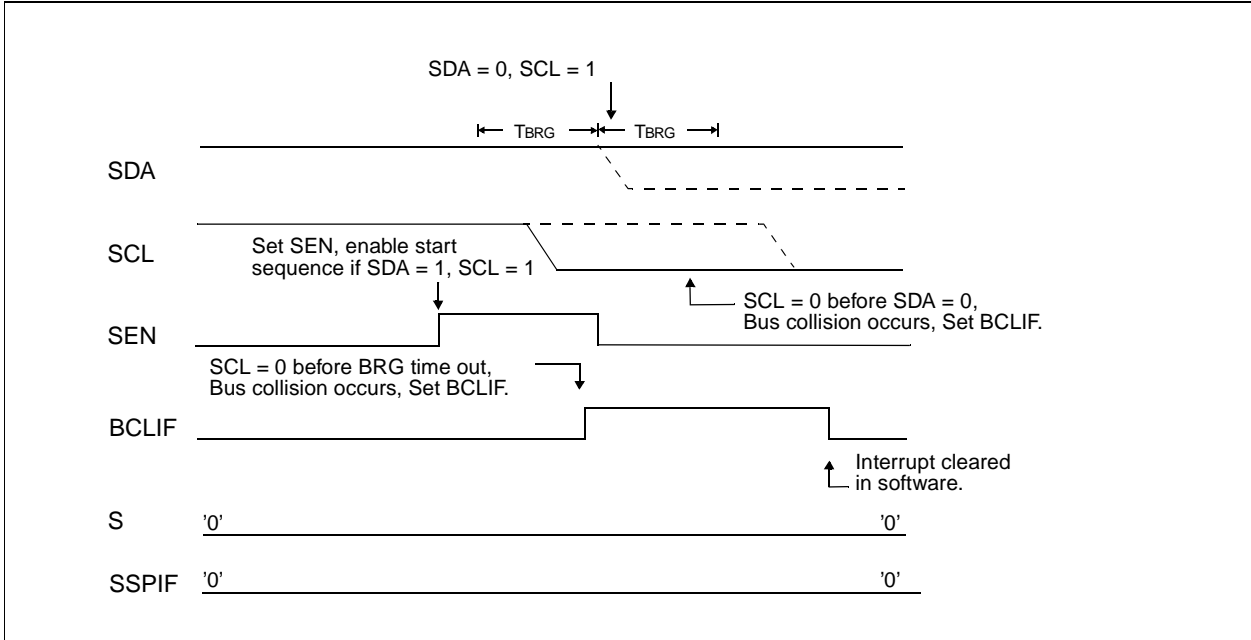 SDA = 0, SCL = 1
TBRG TBRG
SDA
SCL
Set SEN, enable start
sequence if SDA = 1, SCL = 1
SCL = 0 before SDA = 0,
Bus collision occurs, Set BCLIF.
SEN
SCL = 0 before BRG time out,
Bus collision occurs, Set BCLIF.
BCLIF
Interrupt cleared
in software.
S '0' '0'
SSPIF '0' '0'